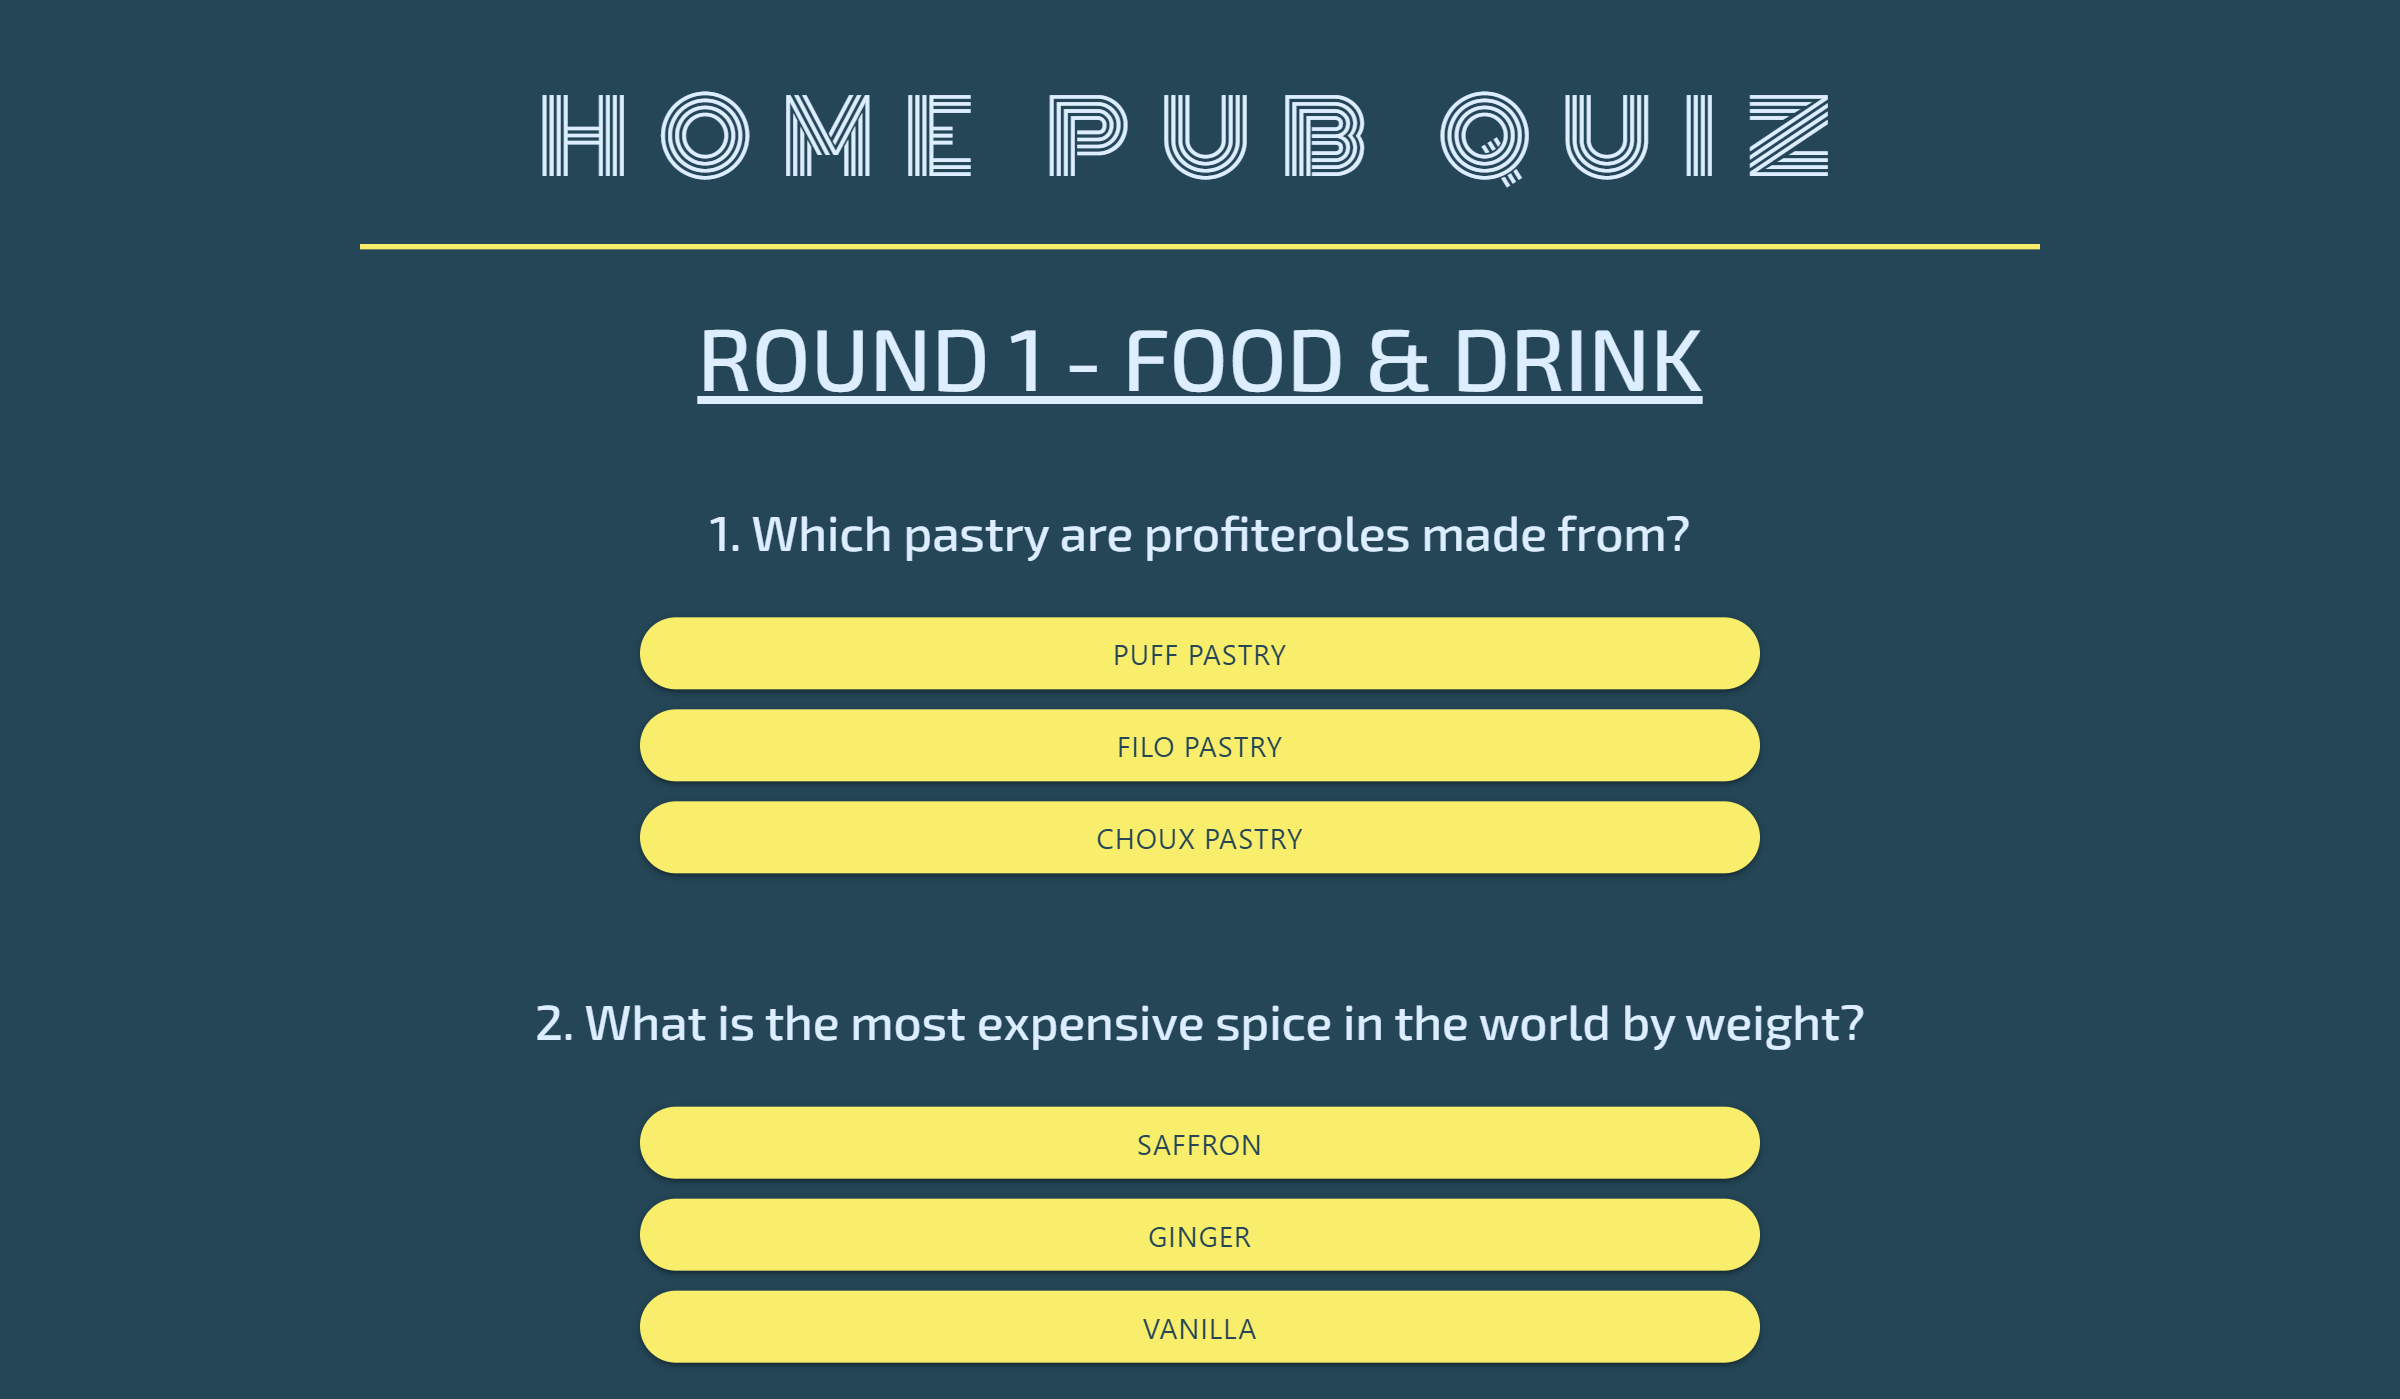 HOME PUB QUIZ
ROUND 1 - FOOD & DRINK
1. Which pastry are profiteroles made from?
PUFF PASTRY
FILO PASTRY
CHOUX PASTRY
2. What is the most expensive spice in the world by weight?
SAFFRON
GINGER
VANILLA